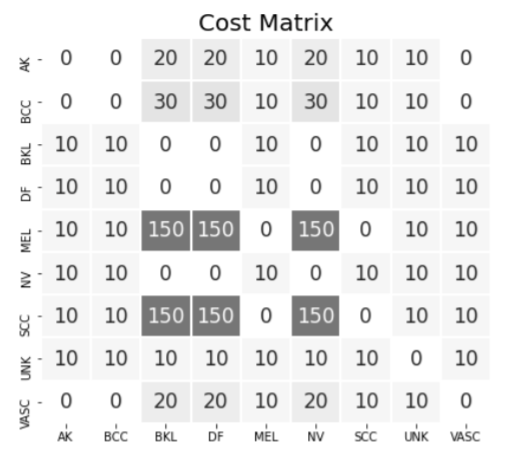 Cost Matrix
AK 0 0 20 20 10 20 10 10 0
BCC 0 0 30 30 10 30 10 10 0
BKL 10 10 0 0 10 0 10 10 10
DF 10 10 0 0 10 0 10 10 10
MEL 10 10 150 150 0 150 0 10 10
NV 10 10 0 0 10 0 10 10 10
SCC 10 10 150 150 0 150 0 10 10
UNK 10 10 10 10 10 10 10 0 10
VASC 0 0 20 20 10 20 10 10 0
AK BCC BKL DF MEL NV SCC UNK VASC